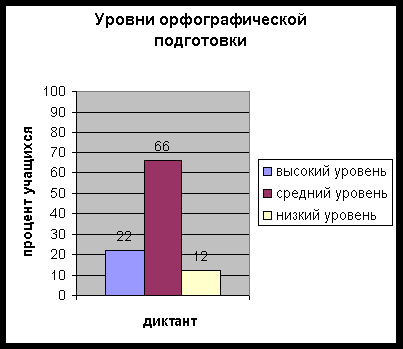 Уровни орфографической
подготовки
процент учащихся
100
90
80
70
60
50
40
30
20
10
0
22
66
12
диктант
высокий уровень
средний уровень
низкий уровень